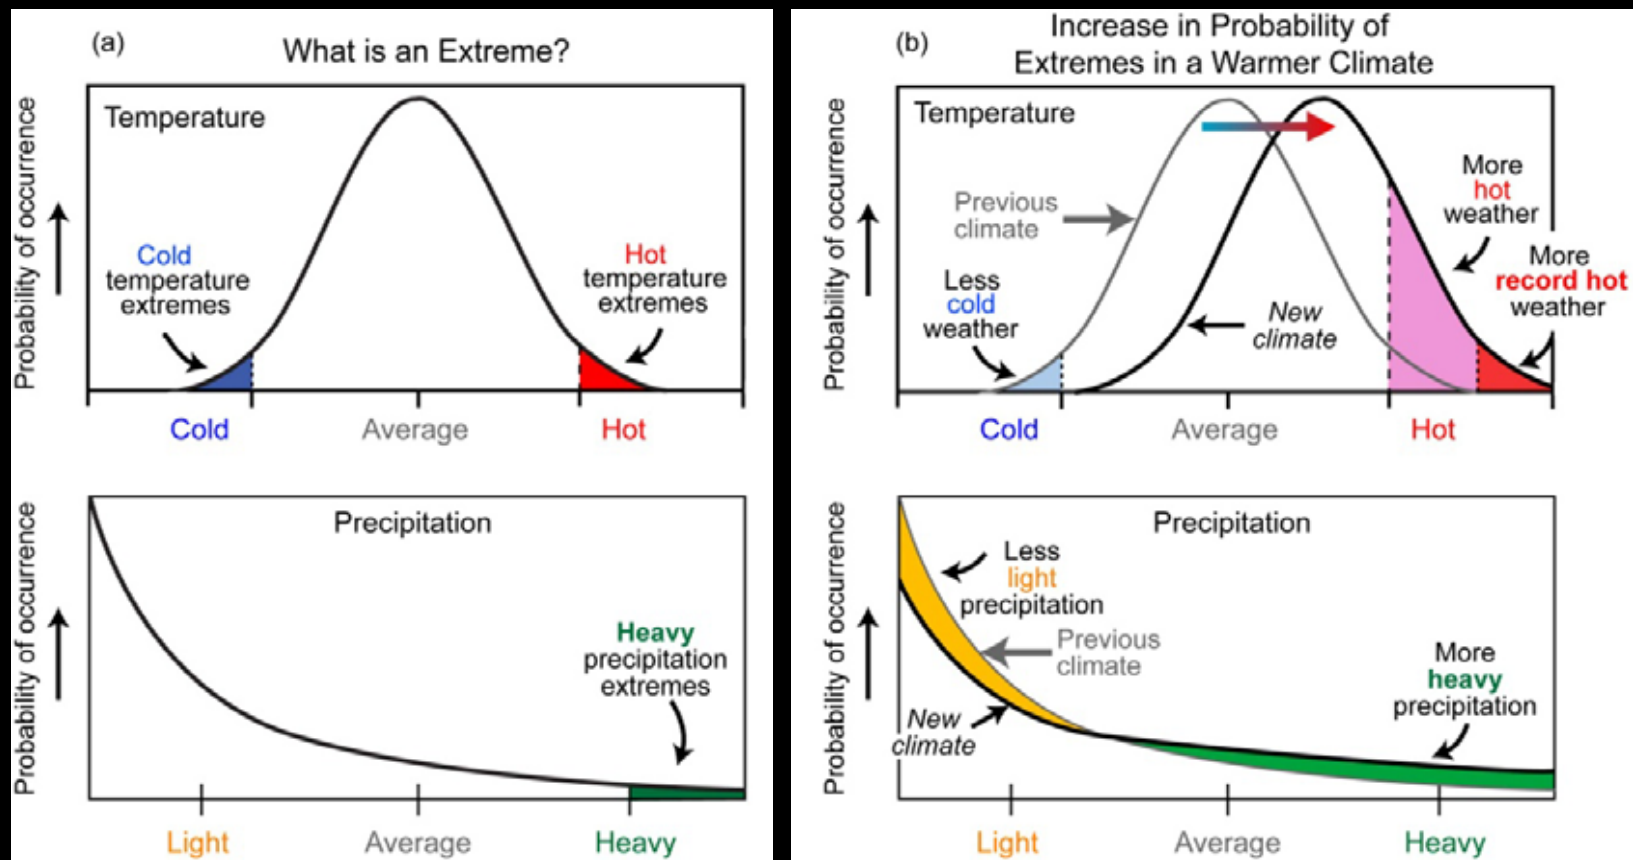 (a)
What is an Extreme?
Probability of occurrence
Temperature
Cold
temperature
extremes
Hot
temperature
extremes
Cold
Average
Hot
Probability of occurrence
Precipitation
Heavy
precipitation
extremes
Light
Average
Heavy
(b)
Increase in Probability of
Extremes in a Warmer Climate
Probability of occurrence
Temperature
Previous
climate
Less
cold
weather
New
climate
More
hot
weather
More
record hot
weather
Cold
Average
Hot
Probability of occurrence
Precipitation
Less
light
precipitation
Previous
climate
New
climate
More
heavy
precipitation
Light
Average
Heavy